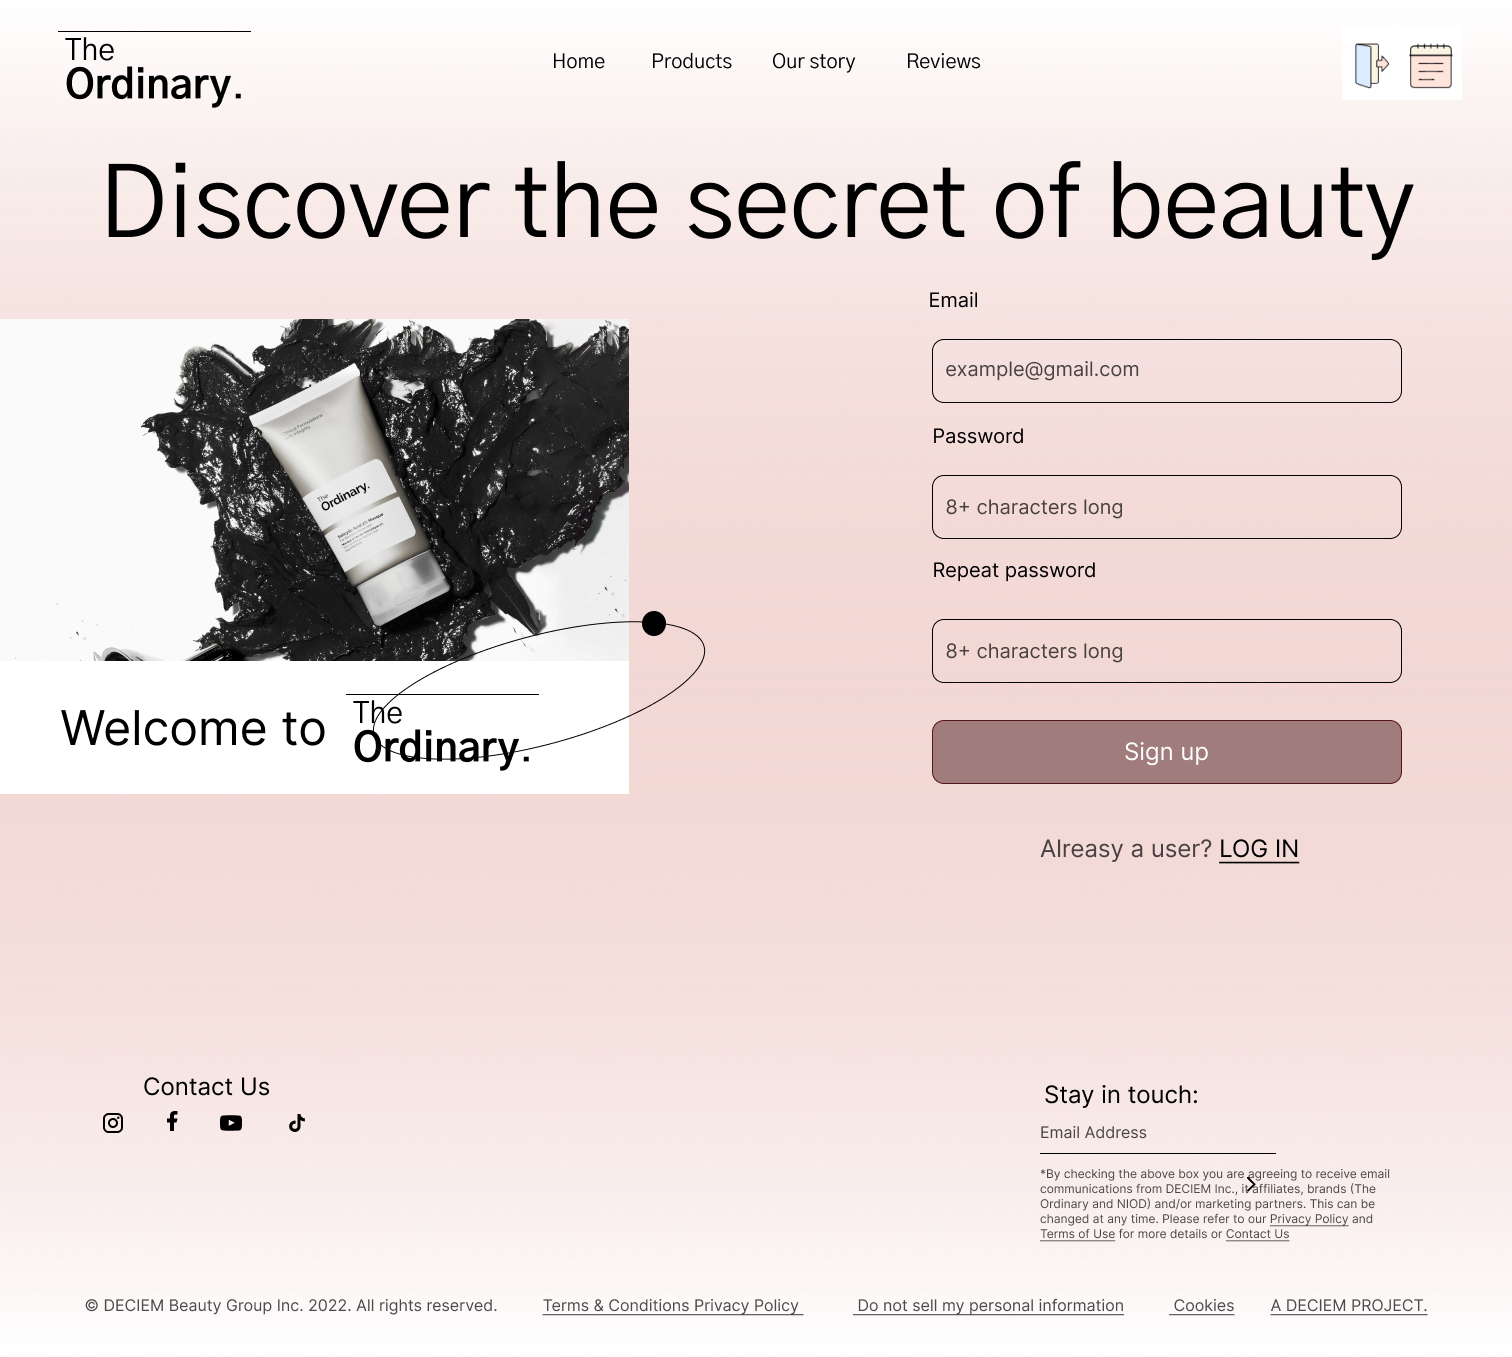 The
Ordinary.
Home Products Our story Reviews
Discover the secret of beauty
The
Ordinary.
Salicylic Acid 2% Masque
Welcome to
The
Ordinary.
Email
example@gmail.com
Password
8+ characters long
Repeat password
8+ characters long
Sign up
Alreasy a user? LOG IN
Contact Us
Stay in touch:
Email Address
*By checking the above box you are agreeing to receive email
communications from DECIEM Inc., affiliates, brands (The
Ordinary and NIOD) and/or marketing partners. This can be
changed at any time. Please refer to our Privacy Policy and
Terms of Use for more details or Contact Us
© DECIEM Beauty Group Inc. 2022. All rights reserved. Terms & Conditions Privacy Policy Do not sell my personal information Cookies A DECIEM PROJECT.